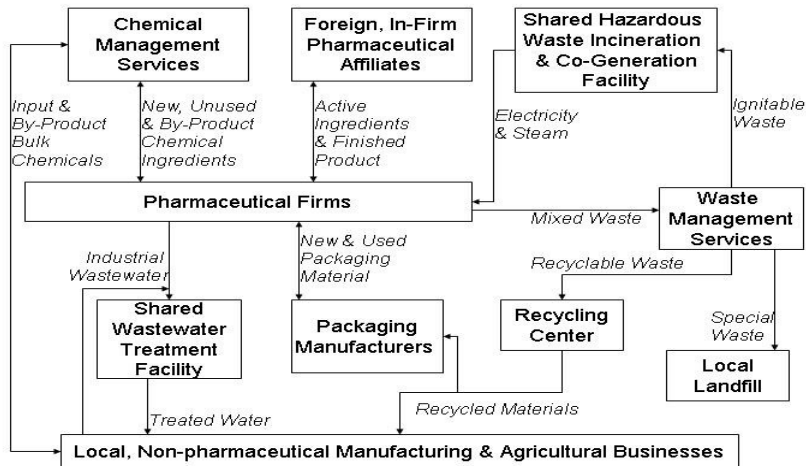 Chemical
Management
Services
Foreign, In-Firm
Pharmaceutical
Affiliates
Shared Hazardous
Waste Incineration
& Co-Generation
Facility
Input &
By-Product
Bulk
Chemicals
New, Unused
& By-Product
Chemical
Ingredients
Active
Ingredients
& Finished
Product
Electricity
& Steam
Ignitable
Waste
Pharmaceutical Firms
Mixed Waste
Waste
Management
Services
Industrial
Wastewater
New & Used
Packaging
Material
Recyclable Waste
Shared
Wastewater
Treatment
Facility
Packaging
Manufacturers
Recycling
Center
Special
Waste
Local
Landfill
Treated Water
Recycled Materials
Local, Non-pharmaceutical Manufacturing & Agricultural Businesses